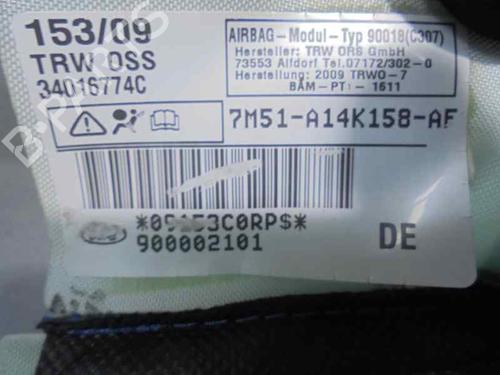 153/09
TRW OSS
34016774C
AIRBAG - Modul - Typ 90018(C307)
Hersteller: TRW ORS GmbH
73553 Alfdorf Tel.07172/302-0
Herstellung: 2009 TRWO-7
BAM-PT1-1611
7M51-A14K158-AF
900002101
DE